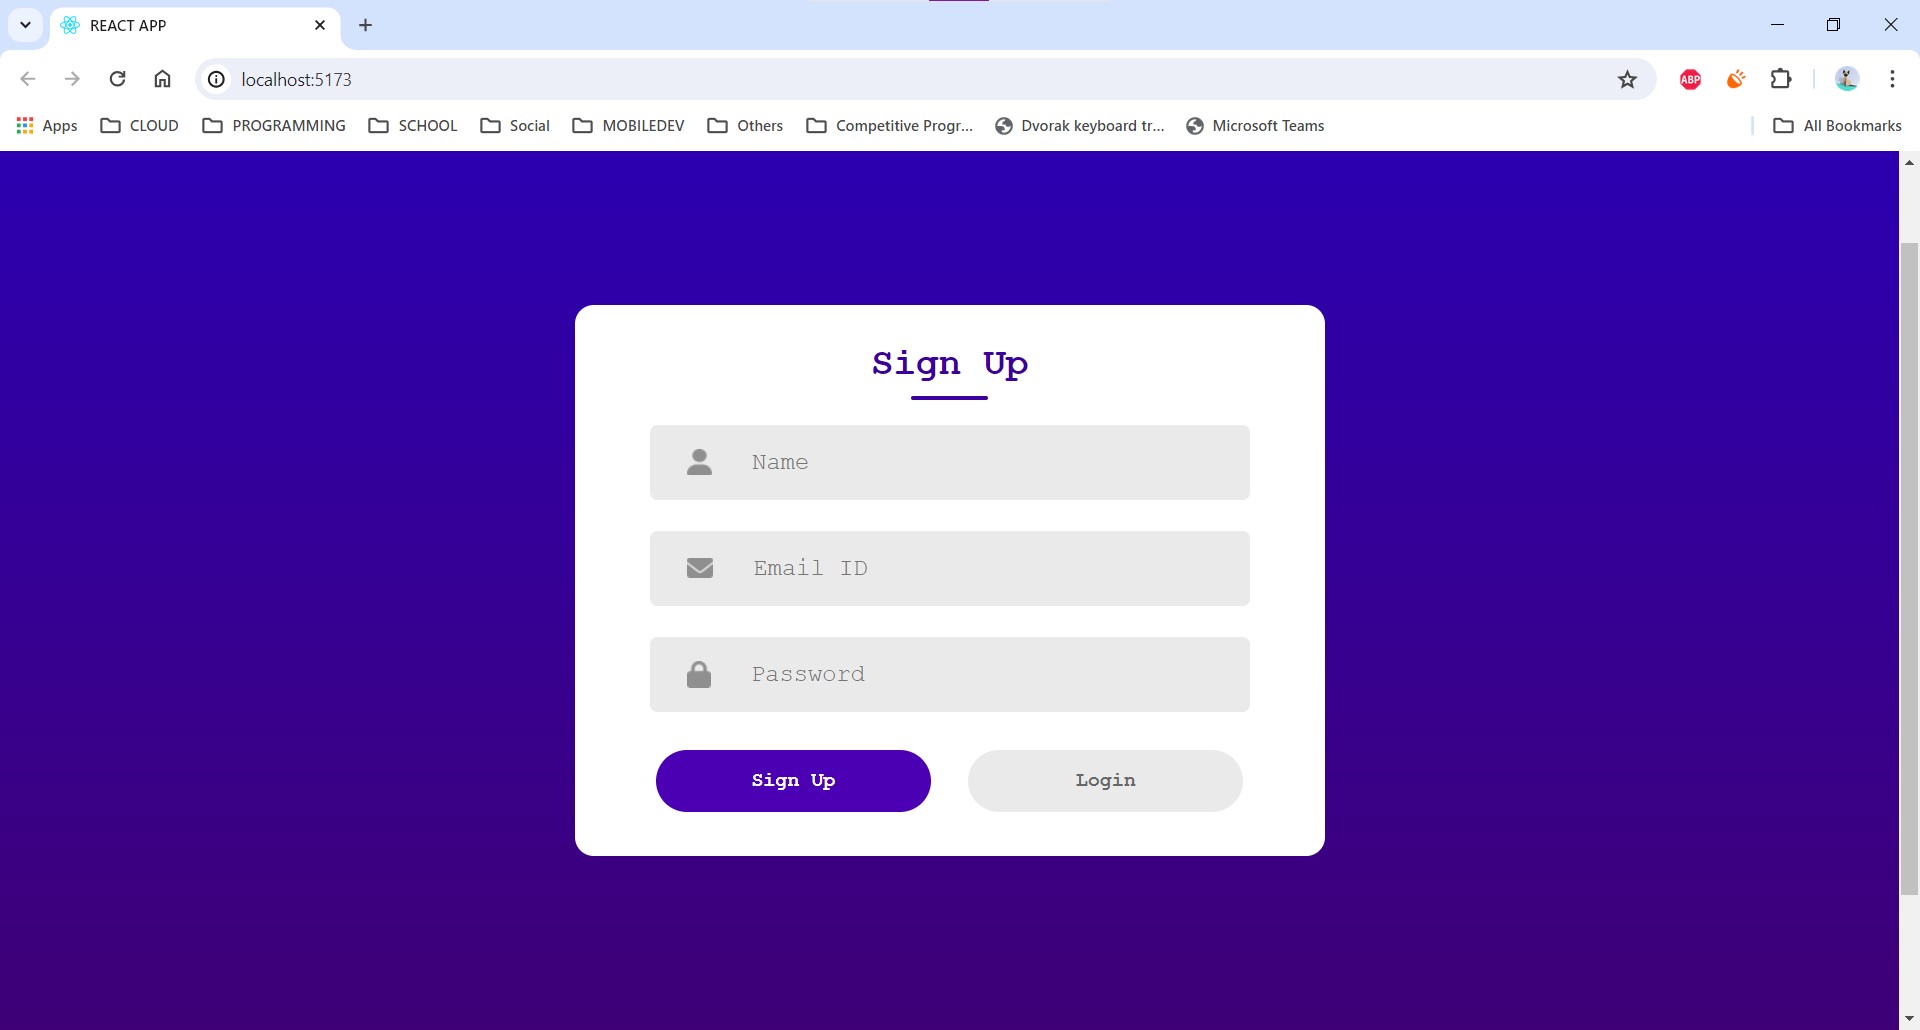 REACT APP
localhost:5173
ABP
Apps CLOUD PROGRAMMING SCHOOL Social MOBILEDEV Others Competitive Progr... Dvorak keyboard tr... Microsoft Teams All Bookmarks
Sign Up
Name
Email ID
Password
Sign Up Login